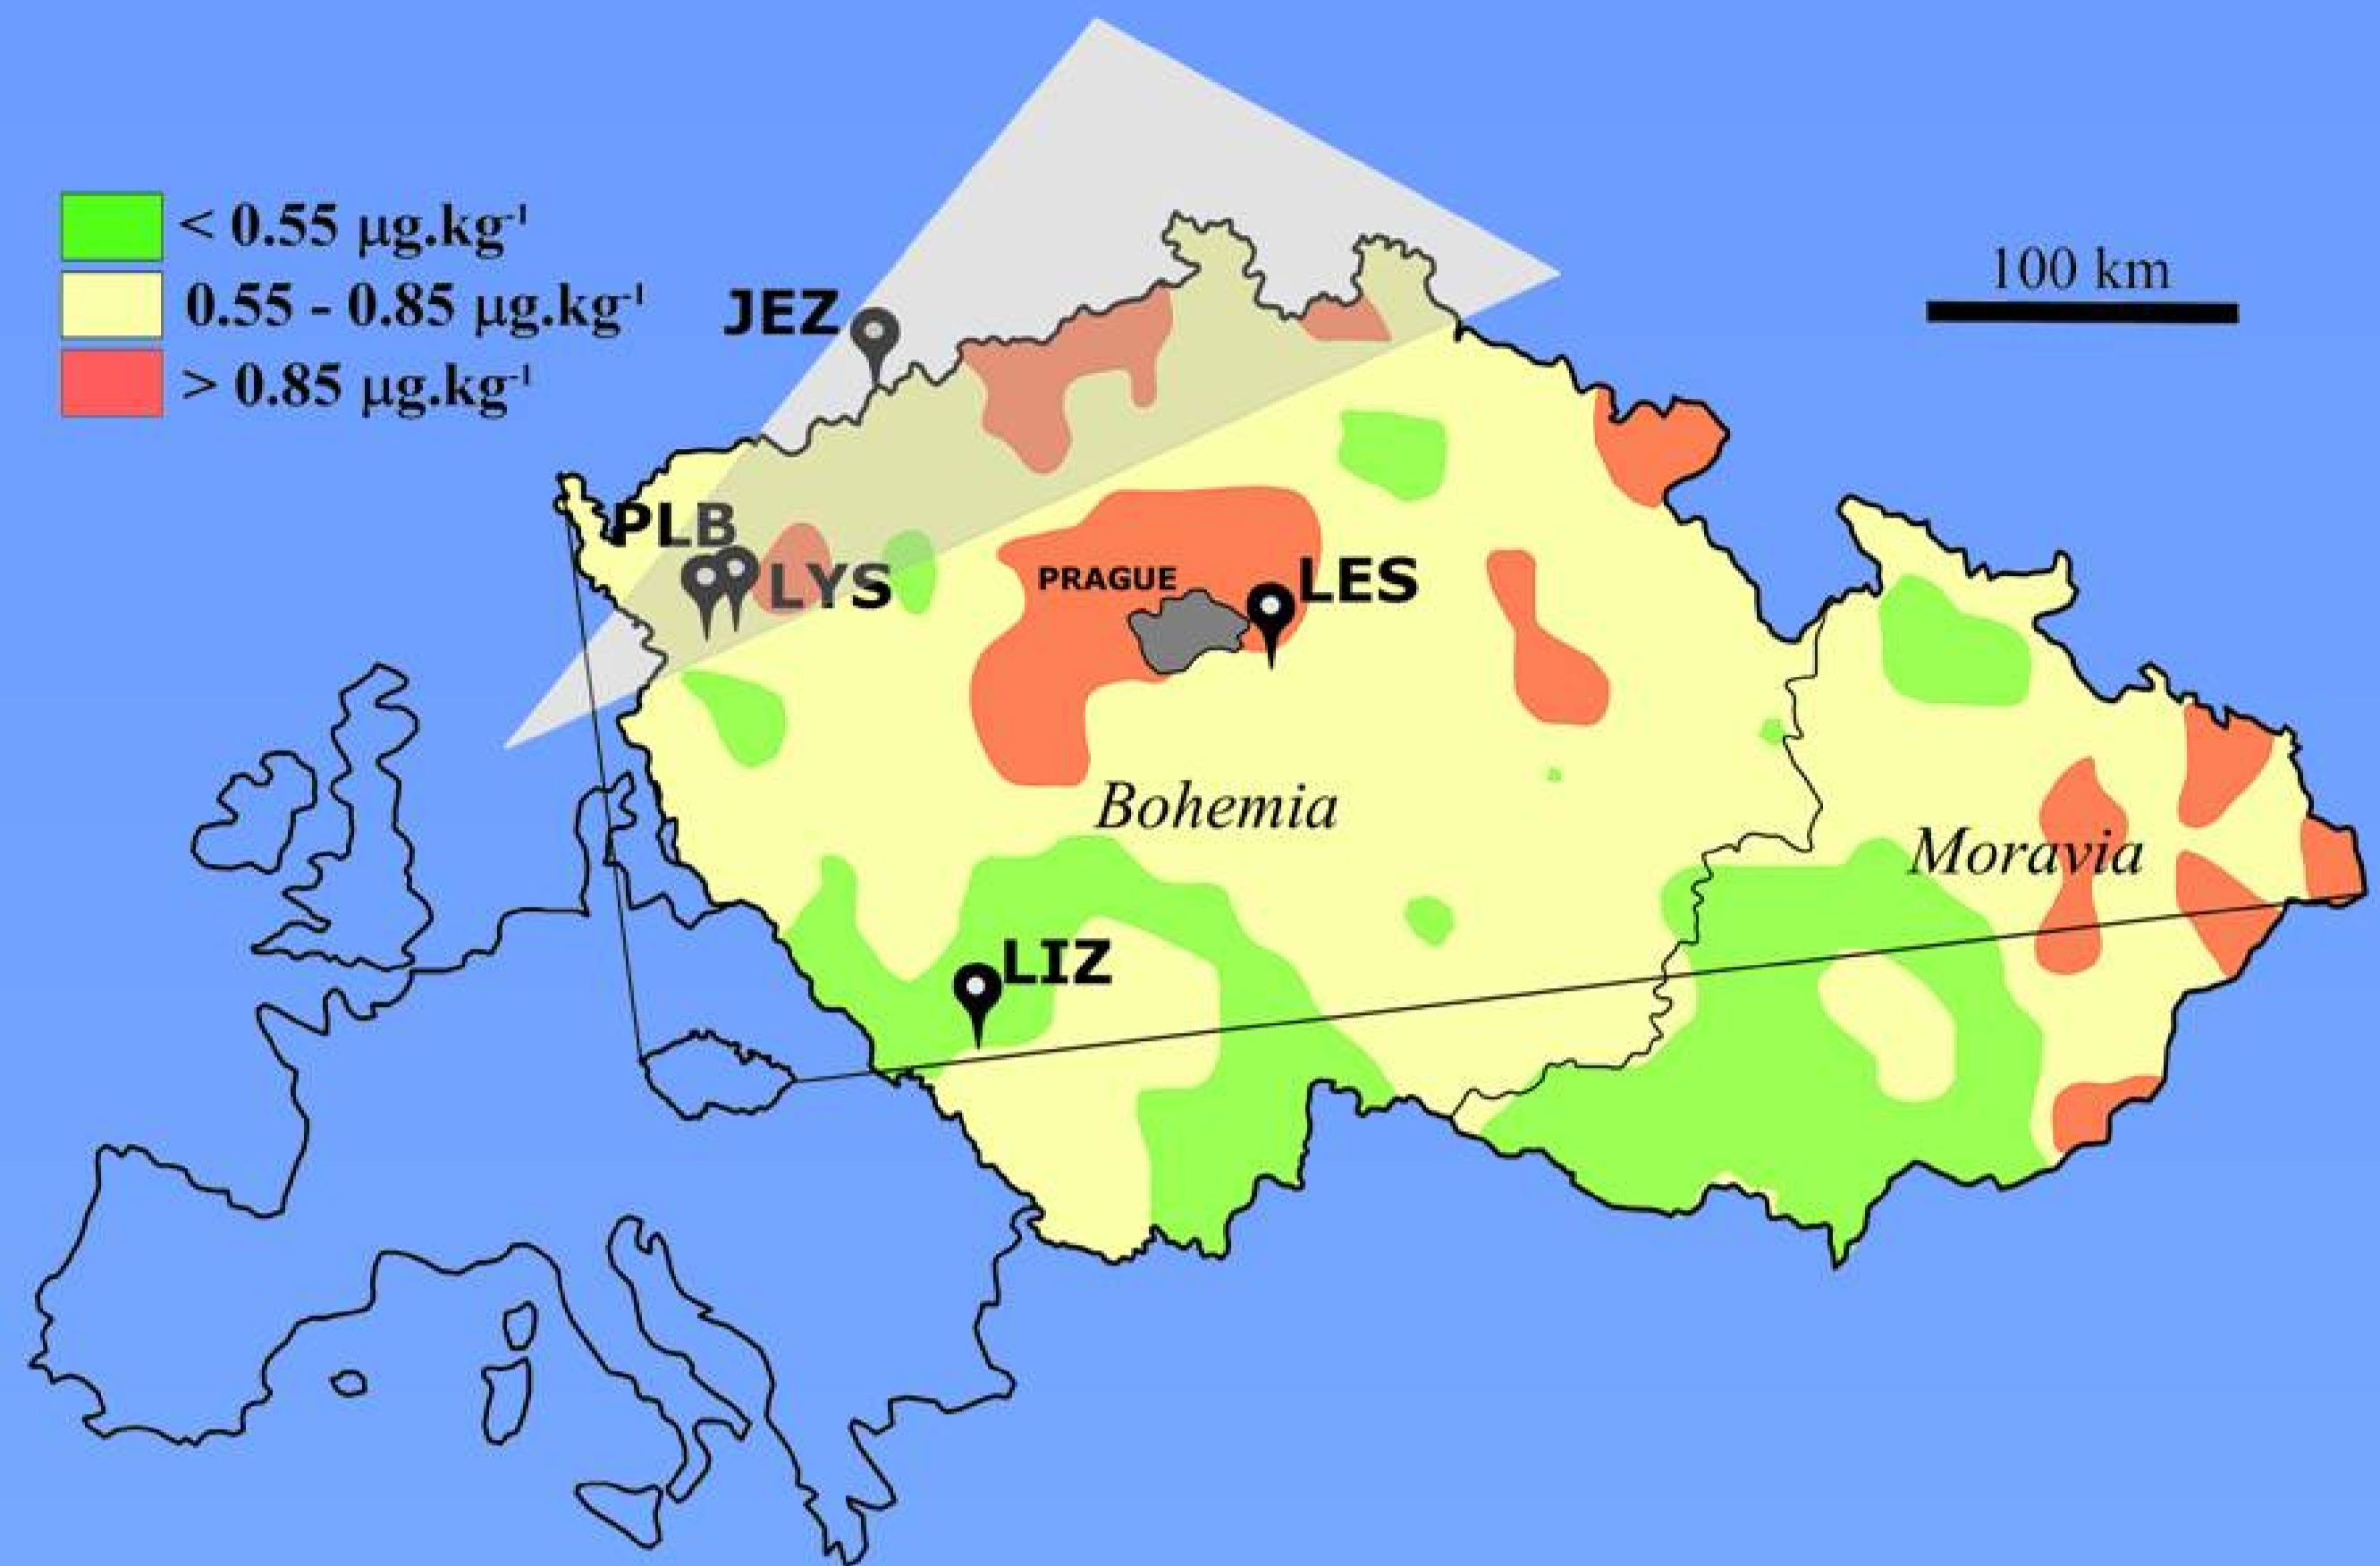 < 0.55 µg.kg⁻¹
0.55 - 0.85 µg.kg⁻¹
> 0.85 µg.kg⁻¹
100 km
JEZ
PLB
LYS
PRAGUE
LES
Bohemia
Moravia
LIZ